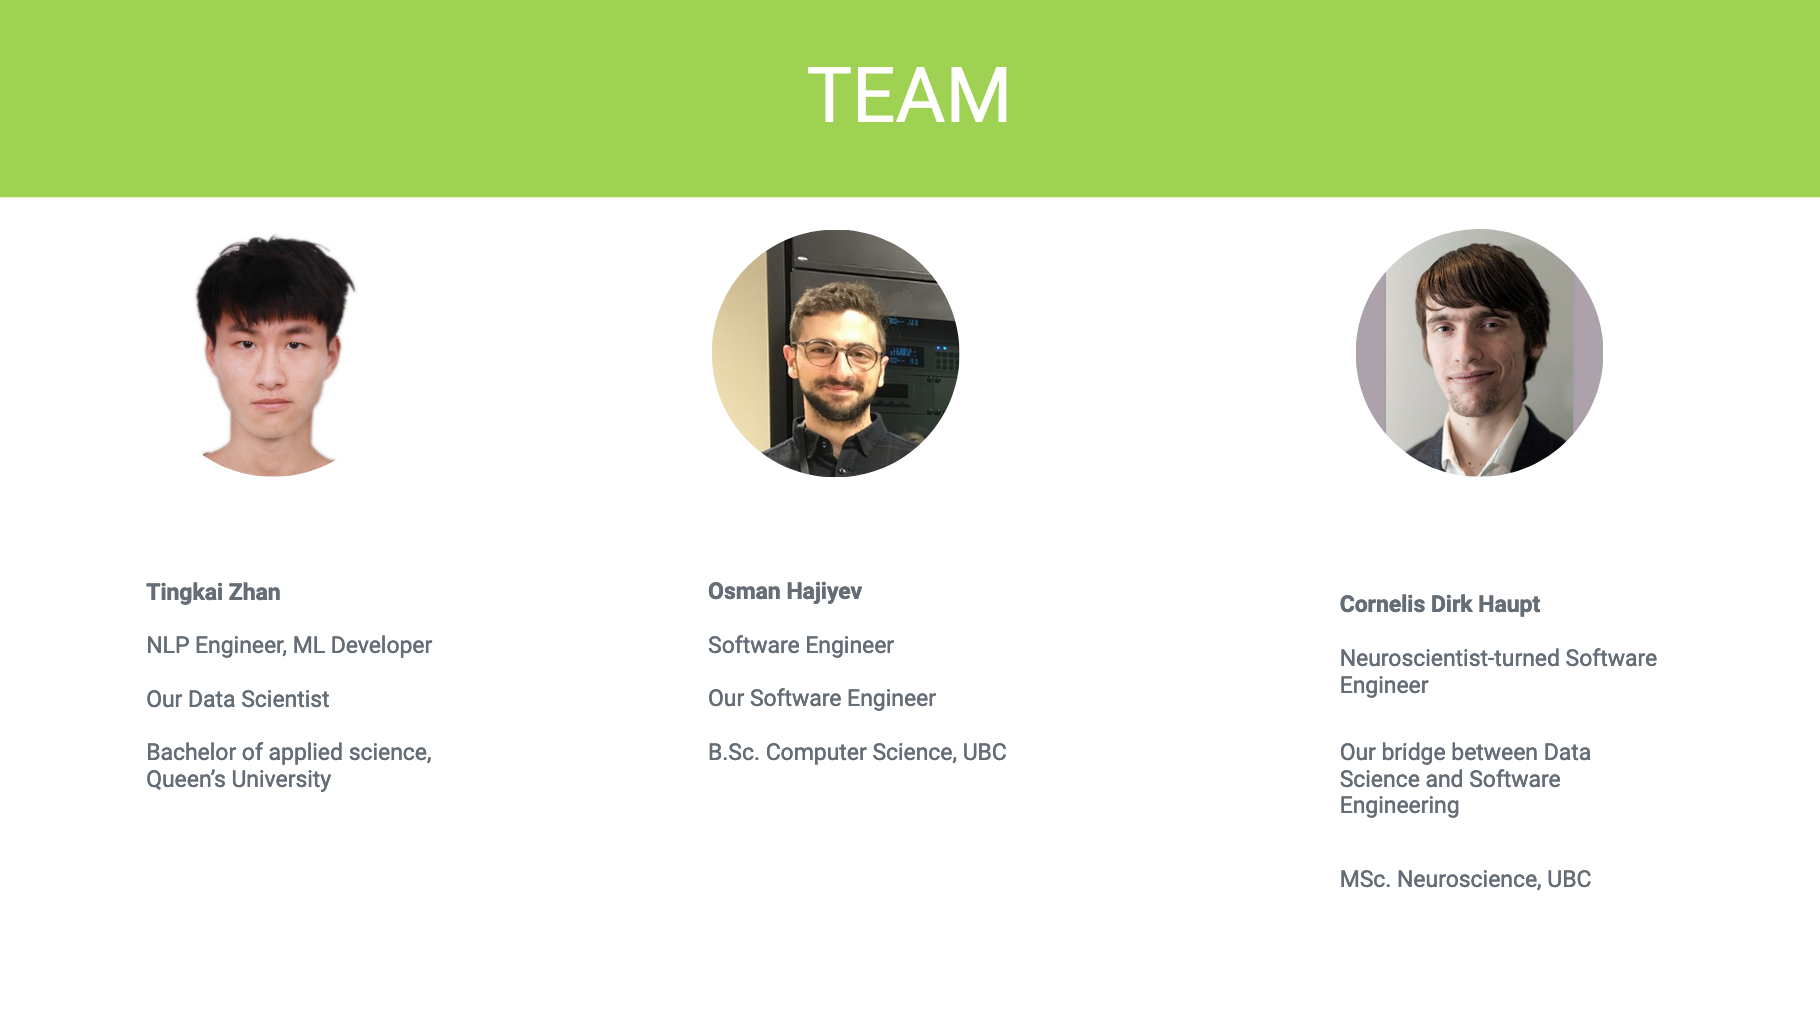 TEAM
Tingkai Zhan
NLP Engineer, ML Developer
Our Data Scientist
Bachelor of applied science,
Queen’s University
Osman Hajiyev
Software Engineer
Our Software Engineer
B.Sc. Computer Science, UBC
Cornelis Dirk Haupt
Neuroscientist-turned Software
Engineer
Our bridge between Data
Science and Software
Engineering
MSc. Neuroscience, UBC